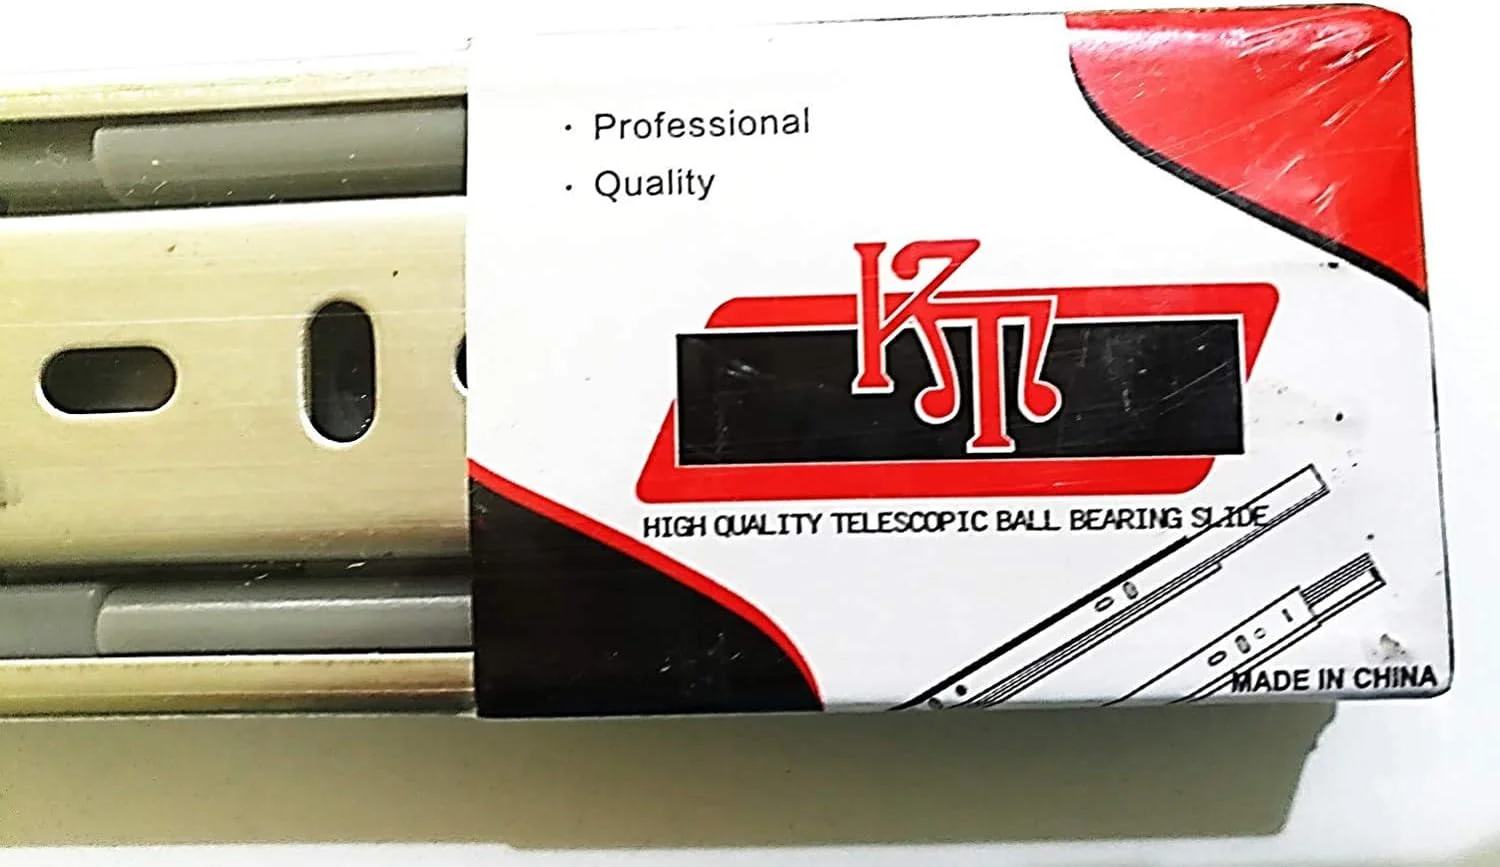 · Professional
· Quality
KT
HIGH QUALITY TELESCOPIC BALL BEARING SLIDE
MADE IN CHINA